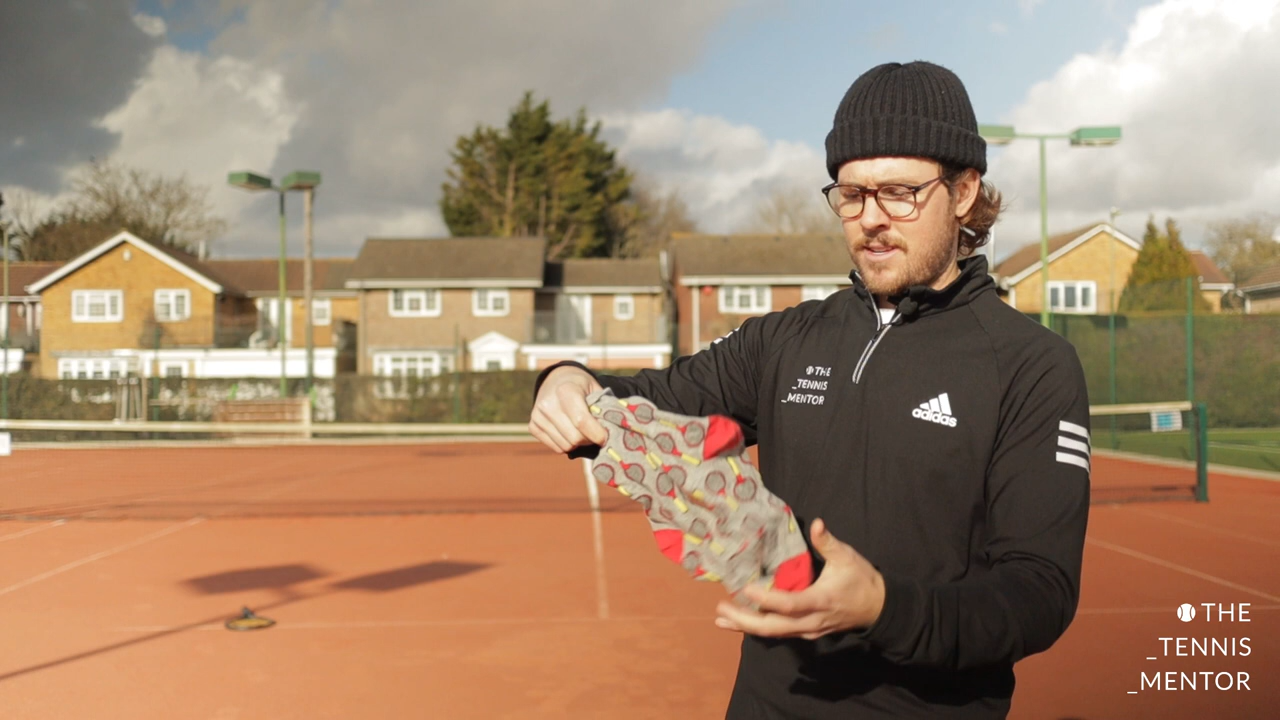 THE
_TENNIS
_MENTOR
adidas
THE
_TENNIS
_MENTOR